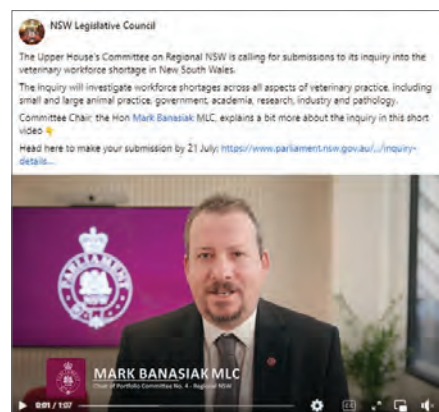 NSW Legislative Council
The Upper House's Committee on Regional NSW is calling for submissions to its inquiry into the
veterinary workforce shortage in New South Wales.
The inquiry will investigate workforce shortages across all aspects of veterinary practice, including
small and large animal practice, government, academia, research, industry and pathology.
Committee Chair, the Hon Mark Banasiak MLC, explains a bit more about the inquiry in this short
video 👇
Head here to make your submission by 21 July: https://www.parliament.nsw.gov.au/.../inquiry-
details...
PARLIAMENT
MARK BANASIAK MLC
Chair of Portfolio Committee No. 4 - Regional NSW
0:01 / 1:07